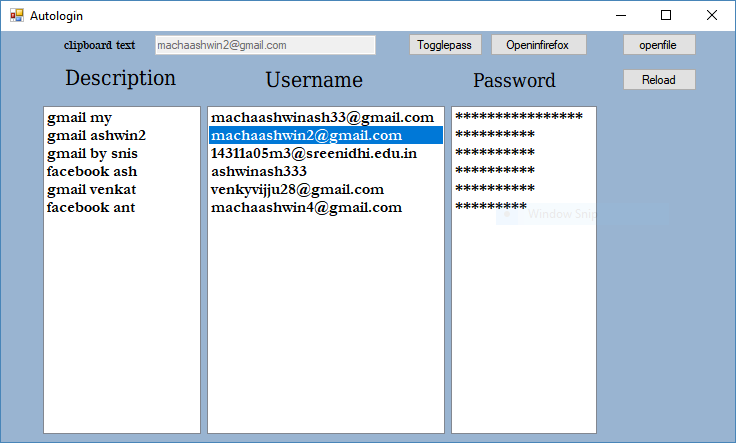 Autologin
clipboard text machaashwin2@gmail.com Togglepass Openinfirefox openfile
Description Username Password Reload
gmail my machaashwinash33@gmail.com ****************
gmail ashwin2 machaashwin2@gmail.com **********
gmail by snis 14311a05m3@sreenidhi.edu.in **********
facebook ash ashwinash333 **********
gmail venkat venkyvijju28@gmail.com **********
facebook ant machaashwin4@gmail.com *********
Window Snip